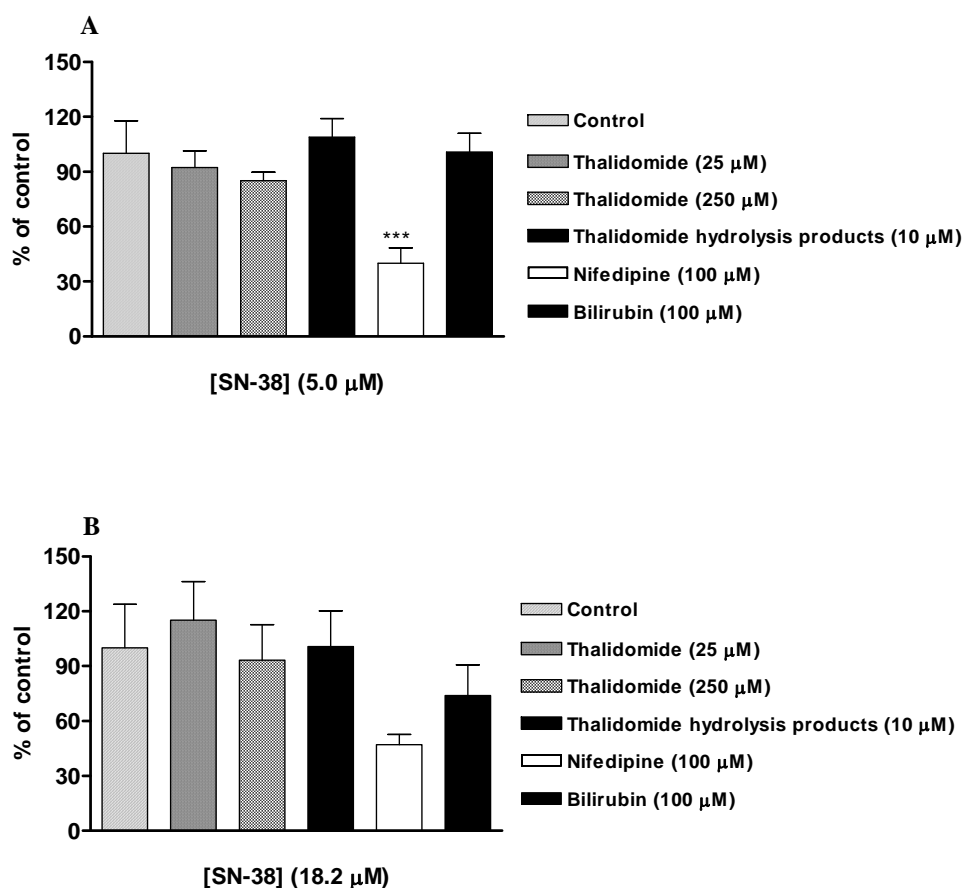 A
150
120
90
60
30
0
% of control
***
[SN-38] (5.0 μM)
Control
Thalidomide (25 μM)
Thalidomide (250 μM)
Thalidomide hydrolysis products (10 μM)
Nifedipine (100 μM)
Bilirubin (100 μM)
B
150
120
90
60
30
0
% of control
[SN-38] (18.2 μM)
Control
Thalidomide (25 μM)
Thalidomide (250 μM)
Thalidomide hydrolysis products (10 μM)
Nifedipine (100 μM)
Bilirubin (100 μM)